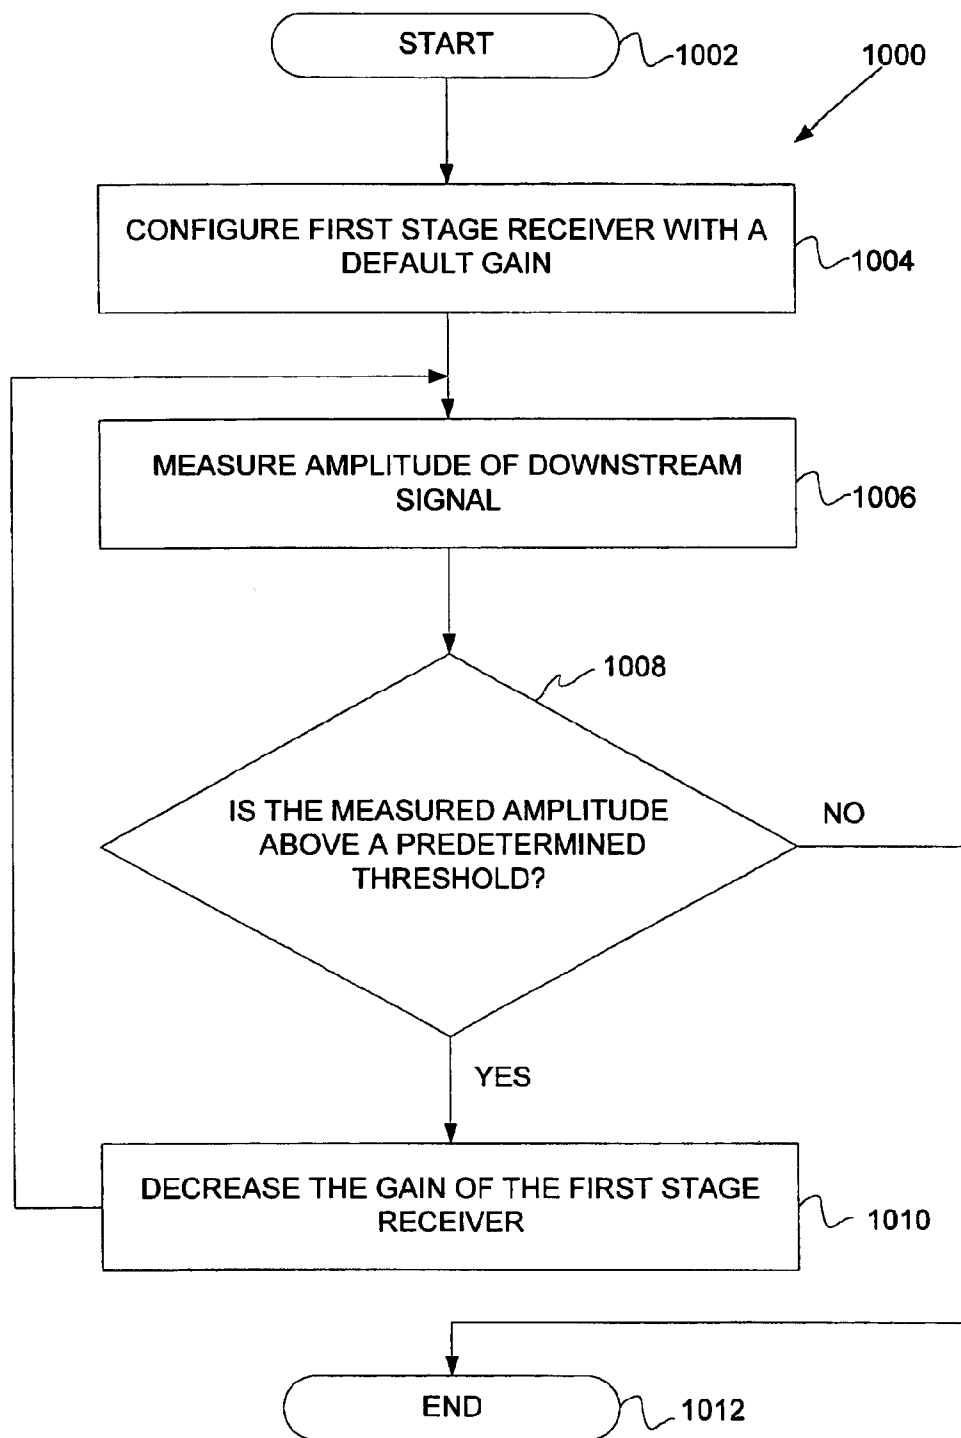 START
1002
1000
CONFIGURE FIRST STAGE RECEIVER WITH A
DEFAULT GAIN
1004
MEASURE AMPLITUDE OF DOWNSTREAM
SIGNAL
1006
1008
IS THE MEASURED AMPLITUDE
ABOVE A PREDETERMINED
THRESHOLD?
NO
YES
DECREASE THE GAIN OF THE FIRST STAGE
RECEIVER
1010
END
1012